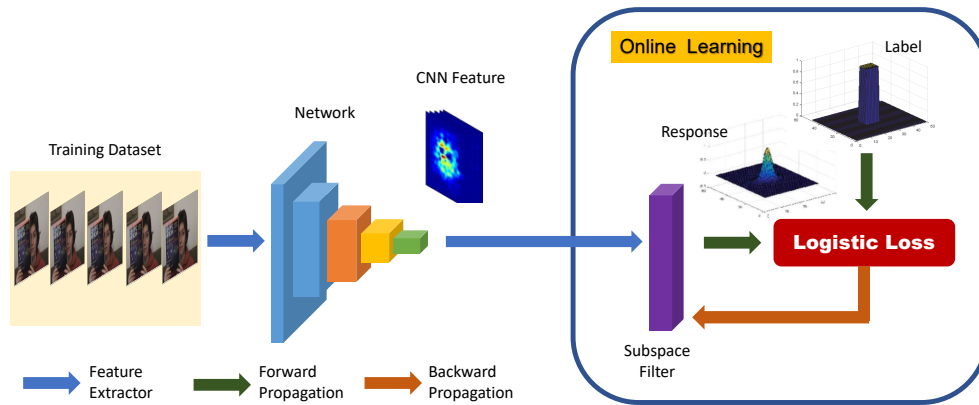 Online Learning
Label
CNN Feature
Network
Response
Training Dataset
Logistic Loss
Subspace
Filter
Feature
Extractor
Forward
Propagation
Backward
Propagation